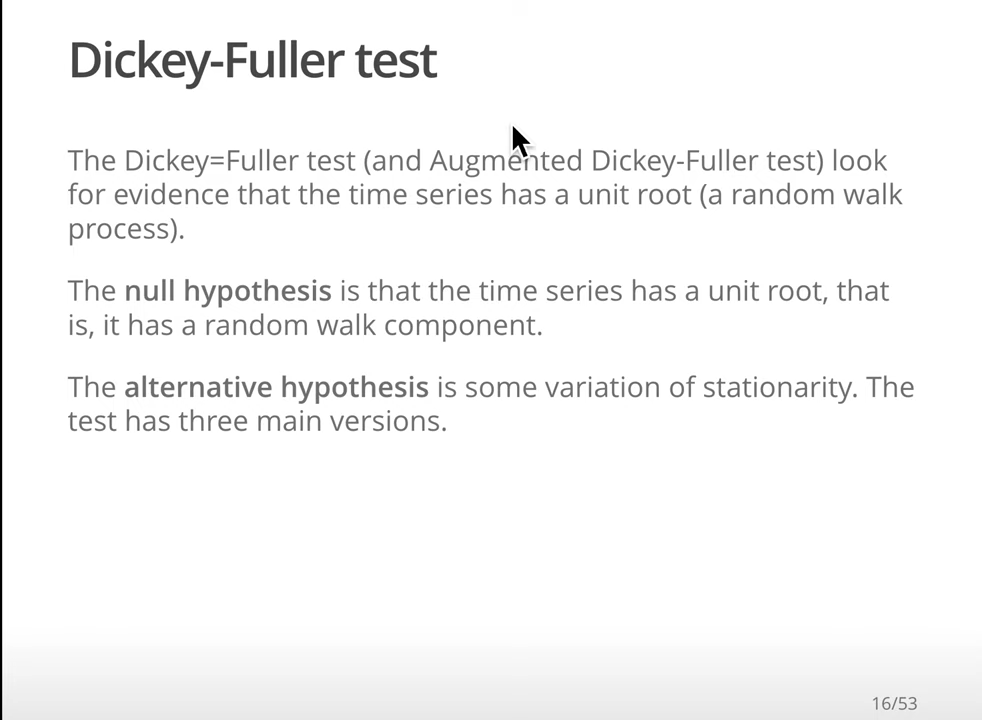 Dickey-Fuller test
The Dickey=Fuller test (and Augmented Dickey-Fuller test) look
for evidence that the time series has a unit root (a random walk
process).
The null hypothesis is that the time series has a unit root, that
is, it has a random walk component.
The alternative hypothesis is some variation of stationarity. The
test has three main versions.
16/53